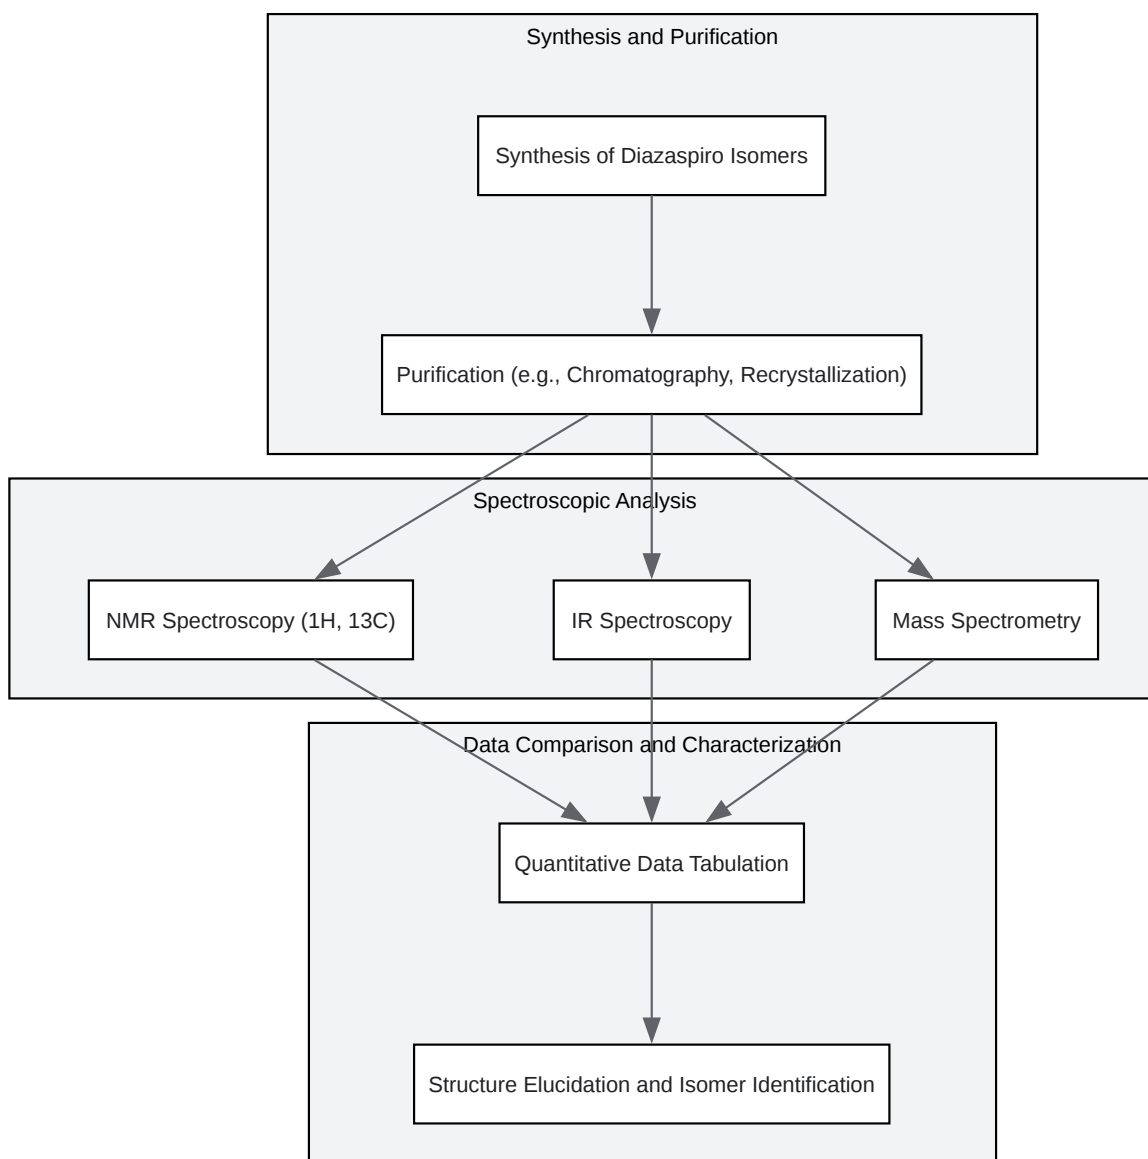 Synthesis and Purification
Synthesis of Diazaspiro Isomers
Purification (e.g., Chromatography, Recrystallization)
Spectroscopic Analysis
NMR Spectroscopy (1H, 13C)
IR Spectroscopy
Mass Spectrometry
Data Comparison and Characterization
Quantitative Data Tabulation
Structure Elucidation and Isomer Identification